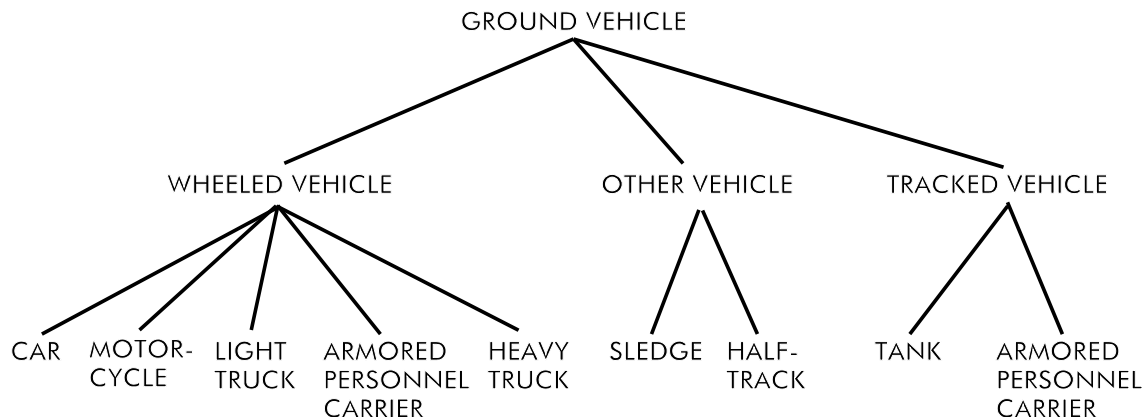 GROUND VEHICLE
WHEELED VEHICLE
OTHER VEHICLE
TRACKED VEHICLE
CAR
MOTOR-
CYCLE
LIGHT
TRUCK
ARMORED
PERSONNEL
CARRIER
HEAVY
TRUCK
SLEDGE
HALF-
TRACK
TANK
ARMORED
PERSONNEL
CARRIER